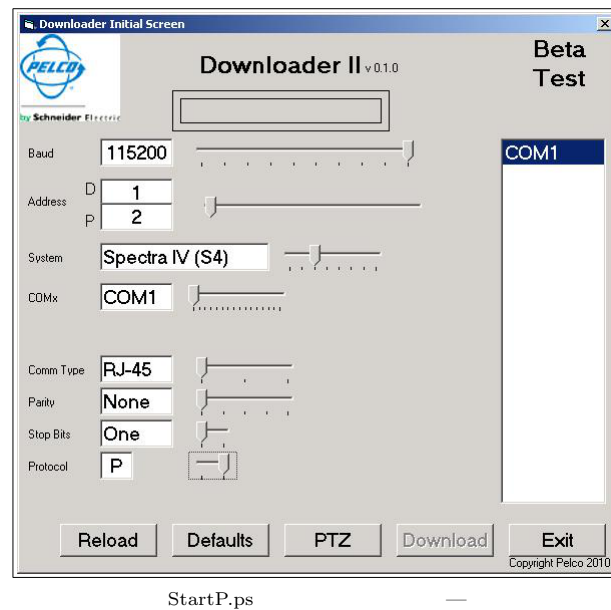 Downloader Initial Screen
PELCO
by Schneider Electric
Downloader II v 0.1.0
Beta
Test
Baud 115200
COM1
Address D 1
P 2
System Spectra IV (S4)
COMx COM1
Comm Type RJ-45
Parity None
Stop Bits One
Protocol P
Reload Defaults PTZ Download Exit
Copyright Pelco 2010
StartP.ps —